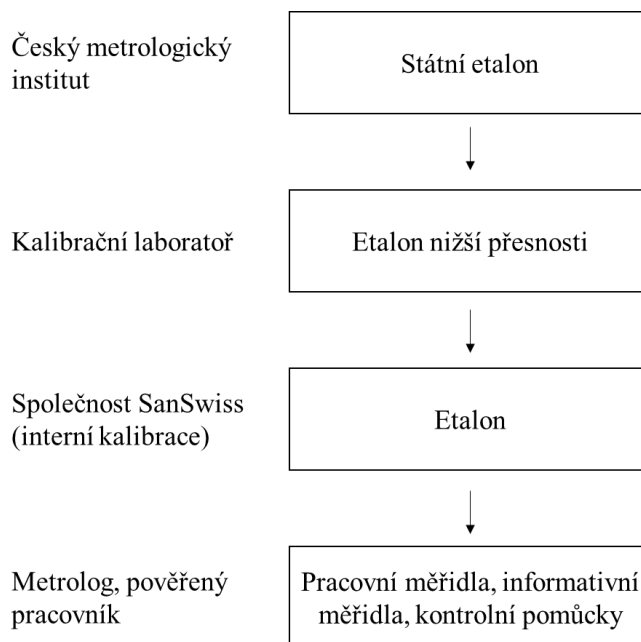 Český metrologický
institut
Státní etalon
Kalibrační laboratoř
Etalon nižší přesnosti
Společnost SanSwiss
(interní kalibrace)
Etalon
Metrolog, pověřený
pracovník
Pracovní měřidla, informativní
měřidla, kontrolní pomůcky